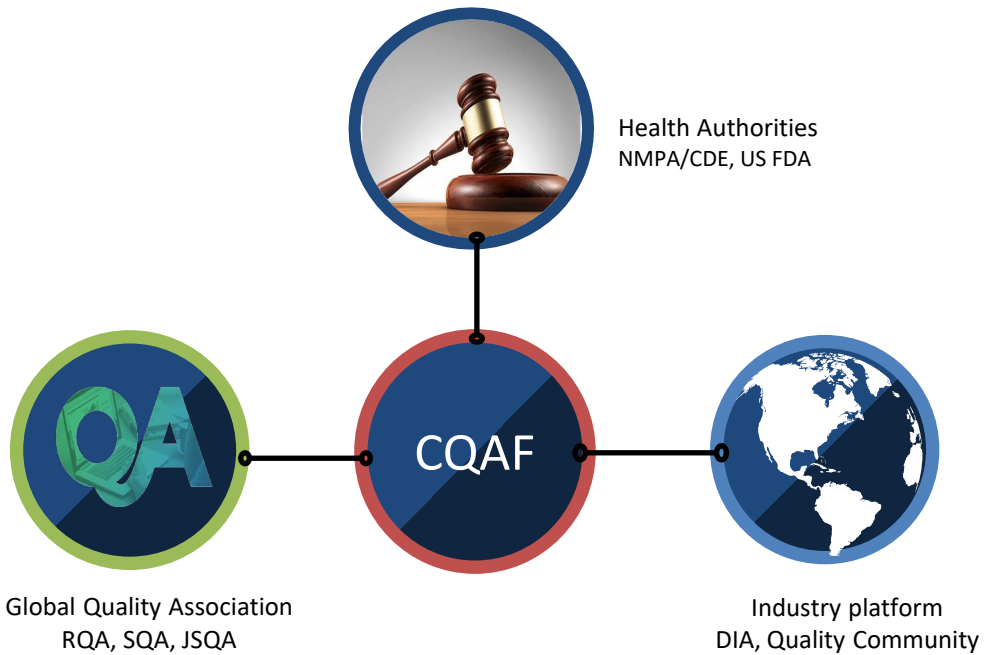 Health Authorities
NMPA/CDE, US FDA
QA
CQAF
Global Quality Association
RQA, SQA, JSQA
Industry platform
DIA, Quality Community